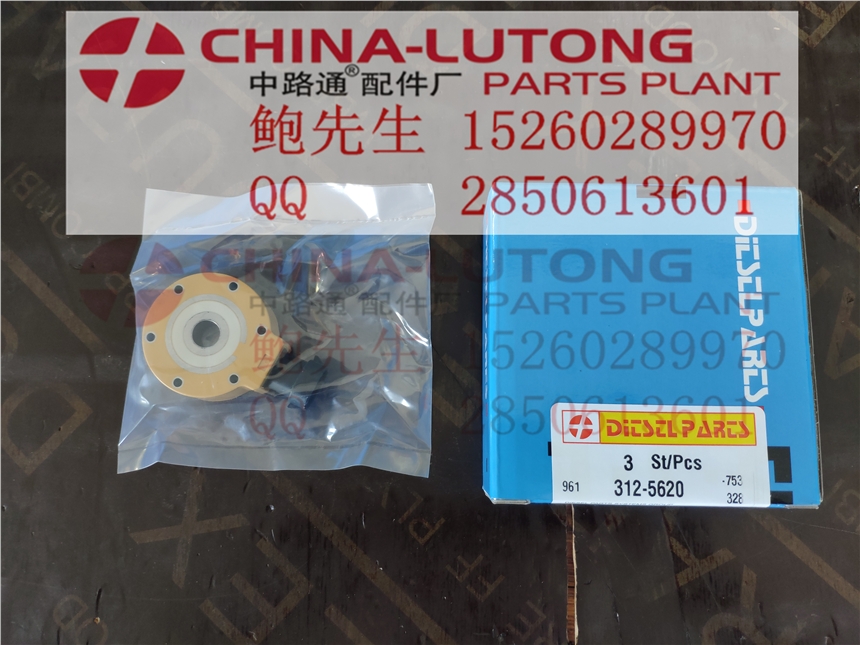 CHINA-LUTONG
中路通®配件厂 PARTS PLANT
鲍先生 15260289970
QQ 2850613601
CHINA-LUTONG
中路通®配件厂 PARTS PLANT
鲍先生 15260289970
QQ 2850613601
DIESEL PARTS
DIESEL PARTS
3 St/Pcs
961 312-5620 -753
328